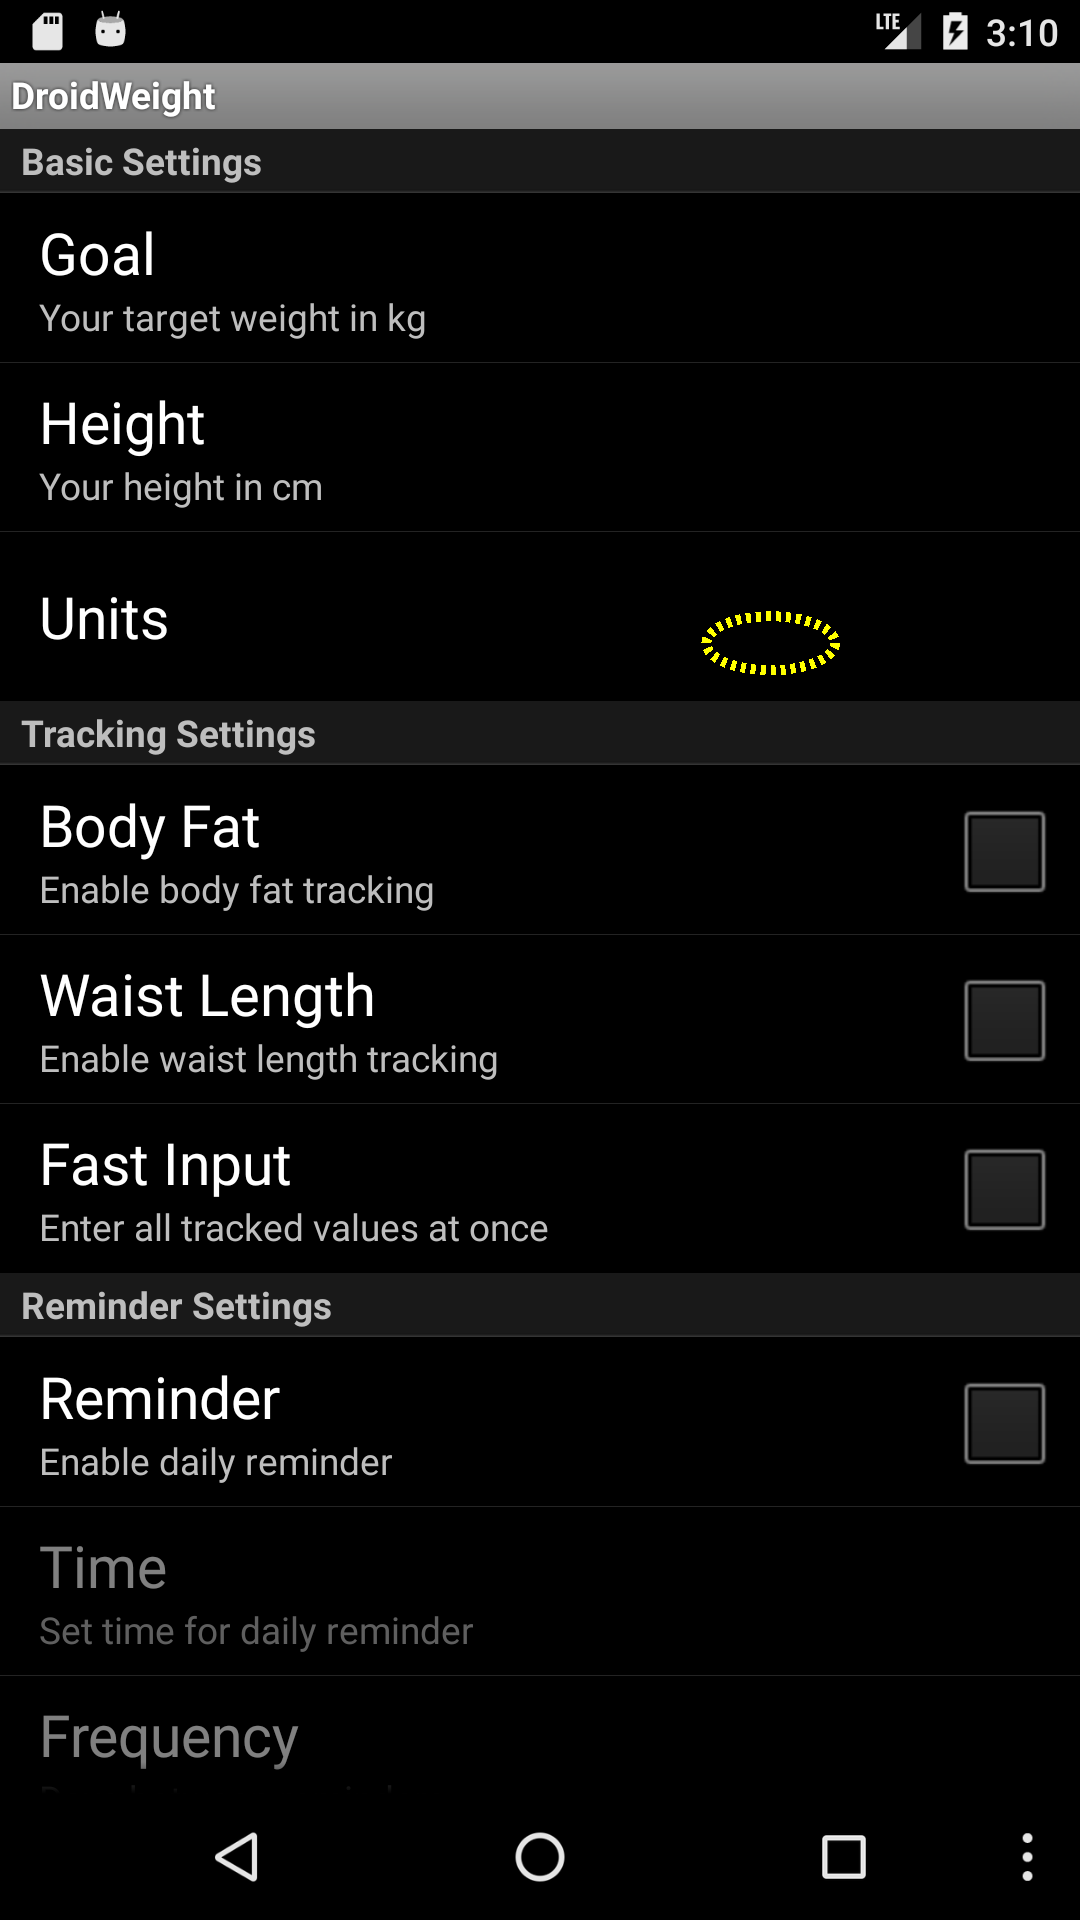 LTE 3:10
DroidWeight
Basic Settings
Goal
Your target weight in kg
Height
Your height in cm
Units
Tracking Settings
Body Fat
Enable body fat tracking
Waist Length
Enable waist length tracking
Fast Input
Enter all tracked values at once
Reminder Settings
Reminder
Enable daily reminder
Time
Set time for daily reminder
Frequency